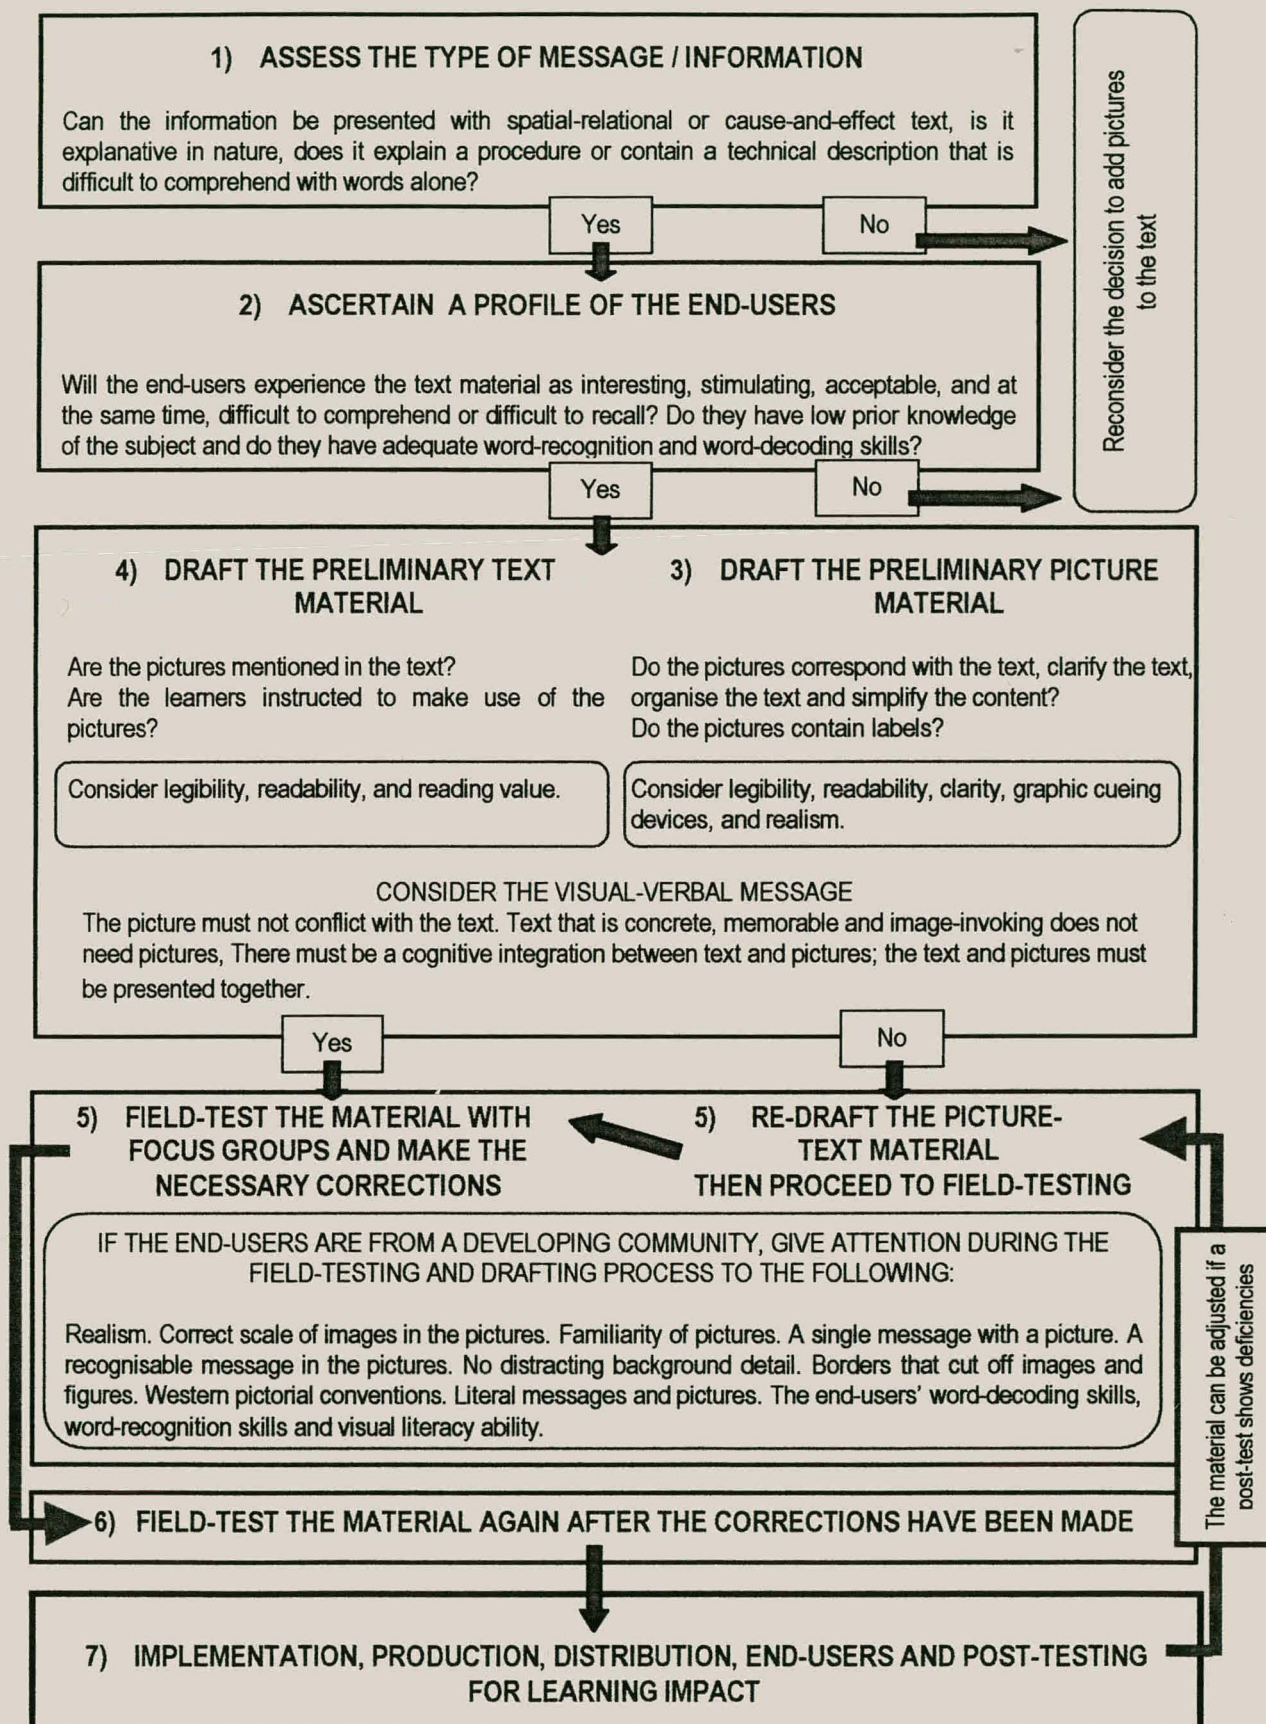 1) ASSESS THE TYPE OF MESSAGE / INFORMATION
Can the information be presented with spatial-relational or cause-and-effect text, is it
explanative in nature, does it explain a procedure or contain a technical description that is
difficult to comprehend with words alone?
Yes
No
Reconsider the decision to add pictures
to the text
2) ASCERTAIN A PROFILE OF THE END-USERS
Will the end-users experience the text material as interesting, stimulating, acceptable, and at
the same time, difficult to comprehend or difficult to recall? Do they have low prior knowledge
of the subject and do they have adequate word-recognition and word-decoding skills?
Yes
No
4) DRAFT THE PRELIMINARY TEXT
MATERIAL
Are the pictures mentioned in the text?
Are the learners instructed to make use of the
pictures?
Consider legibility, readability, and reading value.
3) DRAFT THE PRELIMINARY PICTURE
MATERIAL
Do the pictures correspond with the text, clarify the text,
organise the text and simplify the content?
Do the pictures contain labels?
Consider legibility, readability, clarity, graphic cueing
devices, and realism.
CONSIDER THE VISUAL-VERBAL MESSAGE
The picture must not conflict with the text. Text that is concrete, memorable and image-invoking does not
need pictures, There must be a cognitive integration between text and pictures; the text and pictures must
be presented together.
Yes
No
5) FIELD-TEST THE MATERIAL WITH
FOCUS GROUPS AND MAKE THE
NECESSARY CORRECTIONS
5) RE-DRAFT THE PICTURE-
TEXT MATERIAL
THEN PROCEED TO FIELD-TESTING
IF THE END-USERS ARE FROM A DEVELOPING COMMUNITY, GIVE ATTENTION DURING THE
FIELD-TESTING AND DRAFTING PROCESS TO THE FOLLOWING:
Realism. Correct scale of images in the pictures. Familiarity of pictures. A single message with a picture. A
recognisable message in the pictures. No distracting background detail. Borders that cut off images and
figures. Western pictorial conventions. Literal messages and pictures. The end-users' word-decoding skills,
word-recognition skills and visual literacy ability.
The material can be adjusted if a
post-test shows deficiencies
6) FIELD-TEST THE MATERIAL AGAIN AFTER THE CORRECTIONS HAVE BEEN MADE
7) IMPLEMENTATION, PRODUCTION, DISTRIBUTION, END-USERS AND POST-TESTING
FOR LEARNING IMPACT